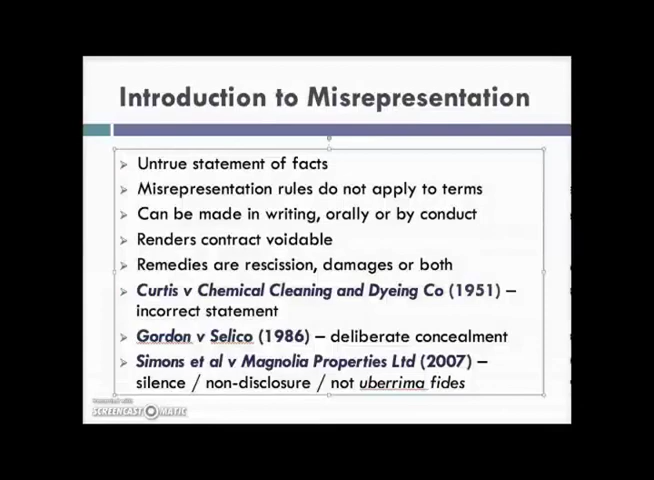 Introduction to Misrepresentation
Untrue statement of facts
Misrepresentation rules do not apply to terms
Can be made in writing, orally or by conduct
Renders contract voidable
Remedies are rescission, damages or both
Curtis v Chemical Cleaning and Dyeing Co (1951) –
incorrect statement
Gordon v Selico (1986) – deliberate concealment
Simons et al v Magnolia Properties Ltd (2007) –
silence / non-disclosure / not uberrima fides
Recorded with
SCREENCAST-O-MATIC